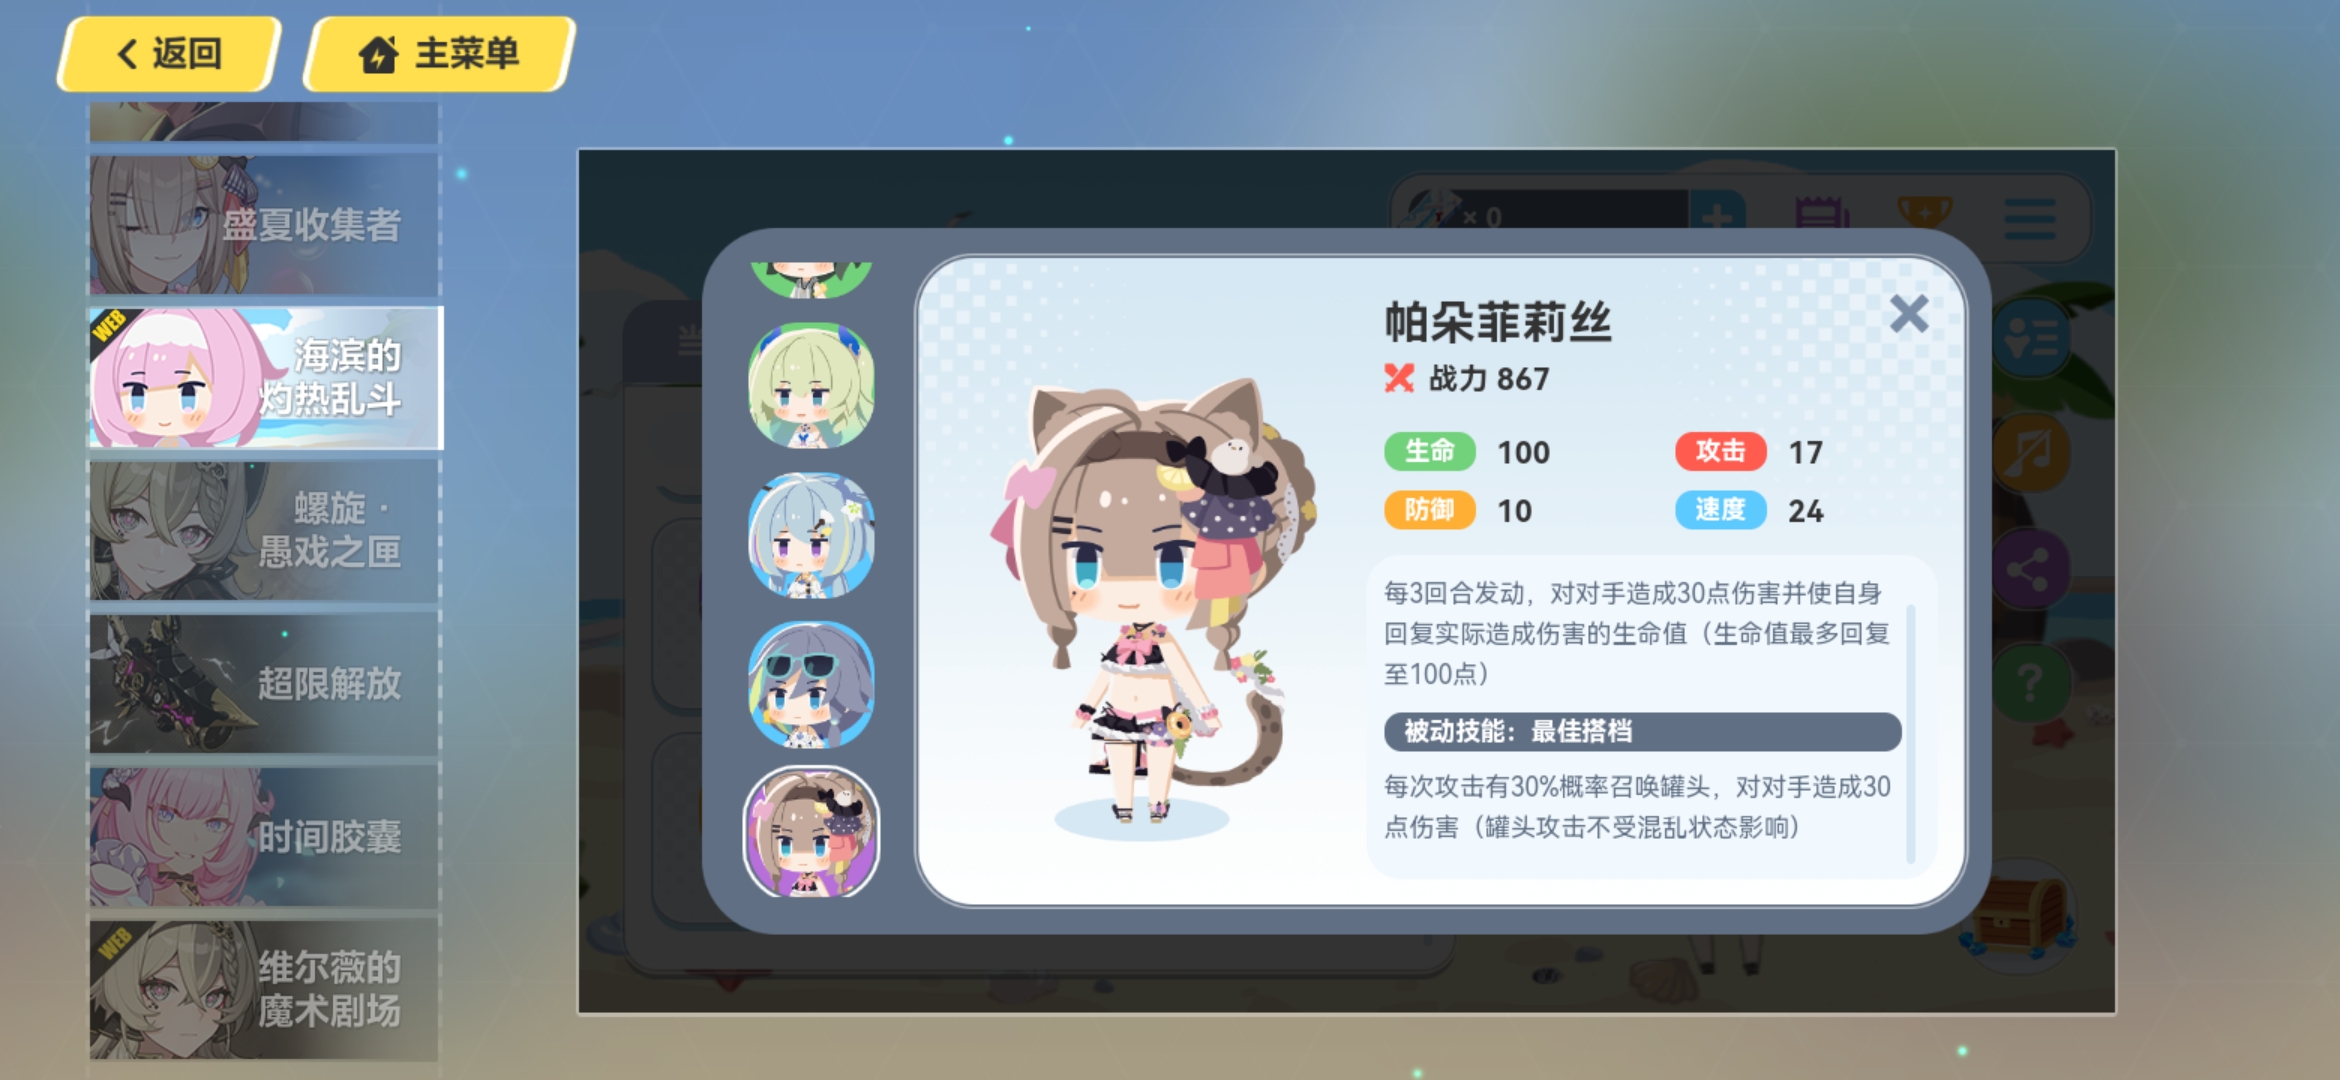 返回
主菜单
盛夏收集者
WEB
海滨的
灼热乱斗
螺旋·
愚戏之匣
超限解放
时间胶囊
WEB
维尔薇的
魔术剧场
× 0
当
帕朵菲莉丝
战力 867
生命 100
攻击 17
防御 10
速度 24
每3回合发动，对对手造成30点伤害并使自身
回复实际造成伤害的生命值（生命值最多回复
至100点）
被动技能：最佳搭档
每次攻击有30%概率召唤罐头，对对手造成30
点伤害（罐头攻击不受混乱状态影响）
?